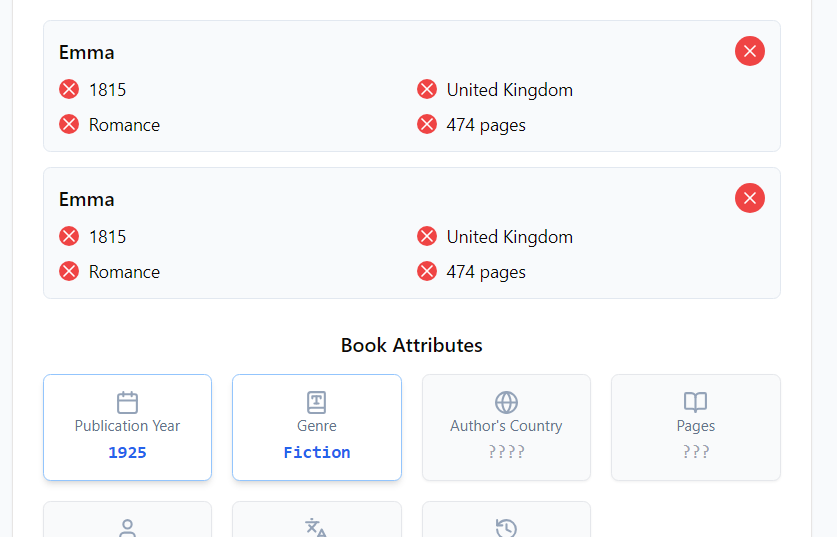 Emma
1815 United Kingdom
Romance 474 pages
Emma
1815 United Kingdom
Romance 474 pages
Book Attributes
Publication Year Genre Author's Country Pages
1925 Fiction ???? ???